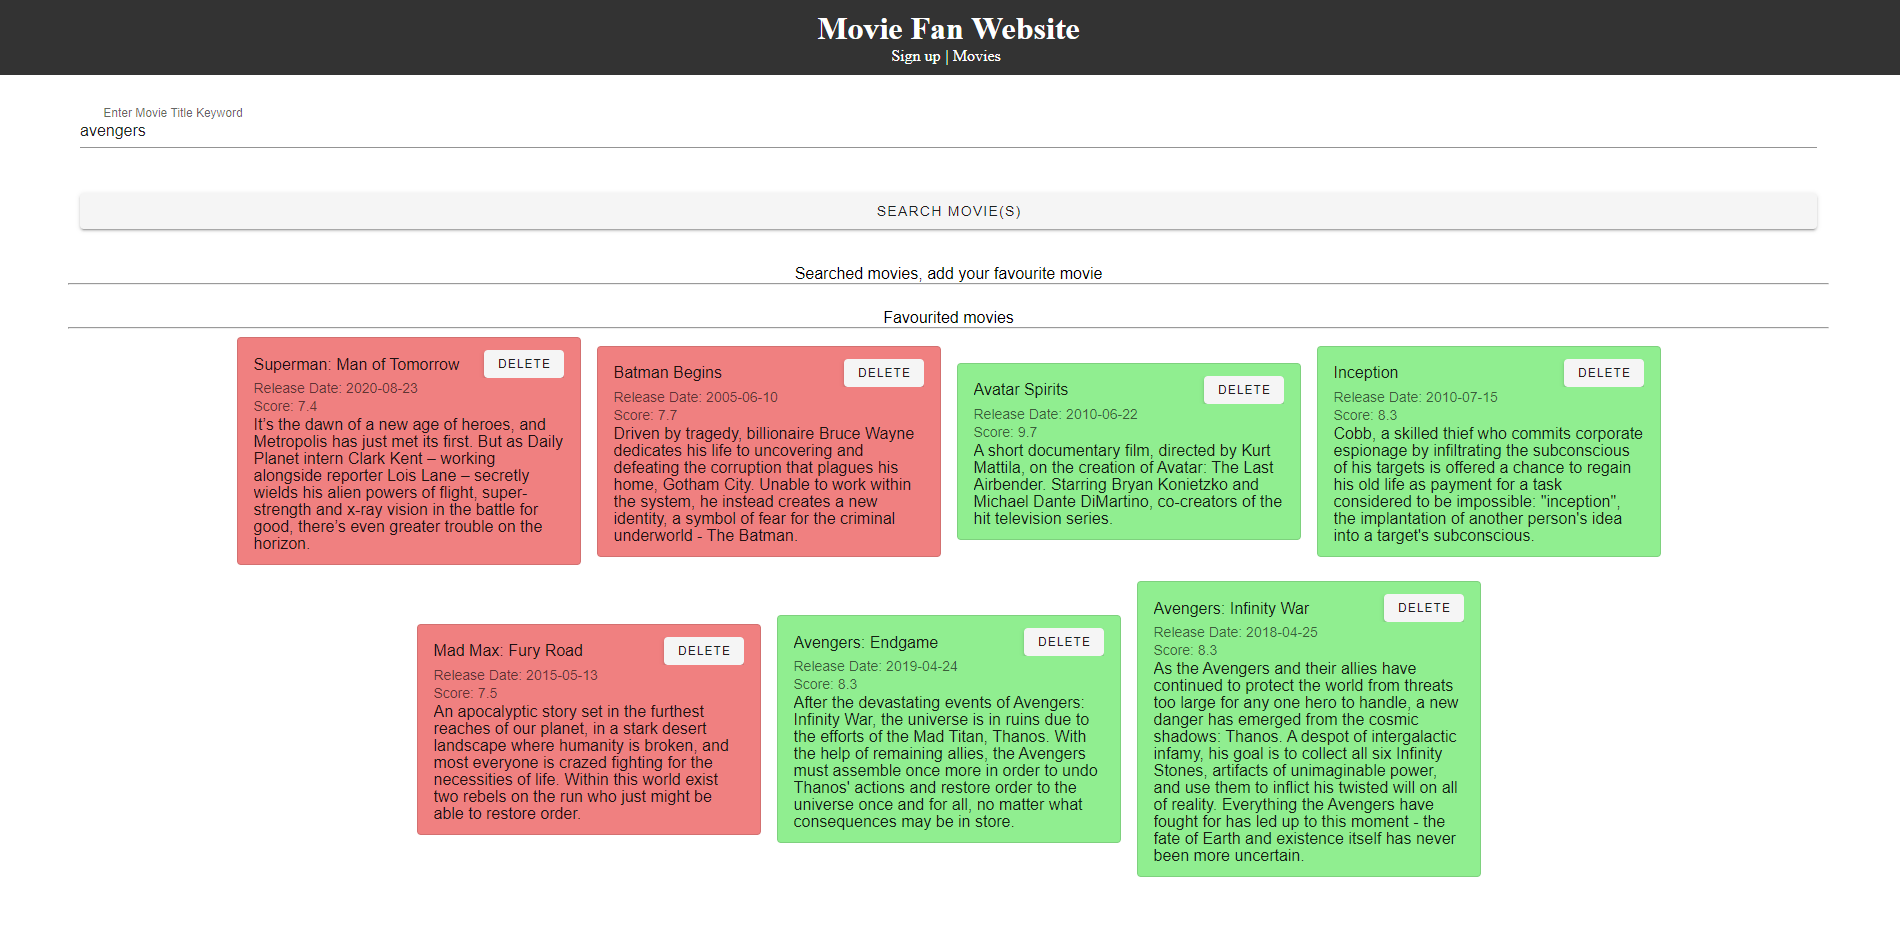 Movie Fan Website
Sign up | Movies
Enter Movie Title Keyword
avengers
SEARCH MOVIE(S)
Searched movies, add your favourite movie
Favourited movies
Superman: Man of Tomorrow
DELETE
Release Date: 2020-08-23
Score: 7.4
It’s the dawn of a new age of heroes, and
Metropolis has just met its first. But as Daily
Planet intern Clark Kent – working
alongside reporter Lois Lane – secretly
wields his alien powers of flight, super-
strength and x-ray vision in the battle for
good, there’s even greater trouble on the
horizon.
Batman Begins
DELETE
Release Date: 2005-06-10
Score: 7.7
Driven by tragedy, billionaire Bruce Wayne
dedicates his life to uncovering and
defeating the corruption that plagues his
home, Gotham City. Unable to work within
the system, he instead creates a new
identity, a symbol of fear for the criminal
underworld - The Batman.
Avatar Spirits
DELETE
Release Date: 2010-06-22
Score: 9.7
A short documentary film, directed by Kurt
Mattila, on the creation of Avatar: The Last
Airbender. Starring Bryan Konietzko and
Michael Dante DiMartino, co-creators of the
hit television series.
Inception
DELETE
Release Date: 2010-07-15
Score: 8.3
Cobb, a skilled thief who commits corporate
espionage by infiltrating the subconscious
of his targets is offered a chance to regain
his old life as payment for a task
considered to be impossible: "inception",
the implantation of another person's idea
into a target's subconscious.
Mad Max: Fury Road
DELETE
Release Date: 2015-05-13
Score: 7.5
An apocalyptic story set in the furthest
reaches of our planet, in a stark desert
landscape where humanity is broken, and
most everyone is crazed fighting for the
necessities of life. Within this world exist
two rebels on the run who just might be
able to restore order.
Avengers: Endgame
DELETE
Release Date: 2019-04-24
Score: 8.3
After the devastating events of Avengers:
Infinity War, the universe is in ruins due to
the efforts of the Mad Titan, Thanos. With
the help of remaining allies, the Avengers
must assemble once more in order to undo
Thanos' actions and restore order to the
universe once and for all, no matter what
consequences may be in store.
Avengers: Infinity War
DELETE
Release Date: 2018-04-25
Score: 8.3
As the Avengers and their allies have
continued to protect the world from threats
too large for any one hero to handle, a new
danger has emerged from the cosmic
shadows: Thanos. A despot of intergalactic
infamy, his goal is to collect all six Infinity
Stones, artifacts of unimaginable power,
and use them to inflict his twisted will on all
of reality. Everything the Avengers have
fought for has led up to this moment - the
fate of Earth and existence itself has never
been more uncertain.